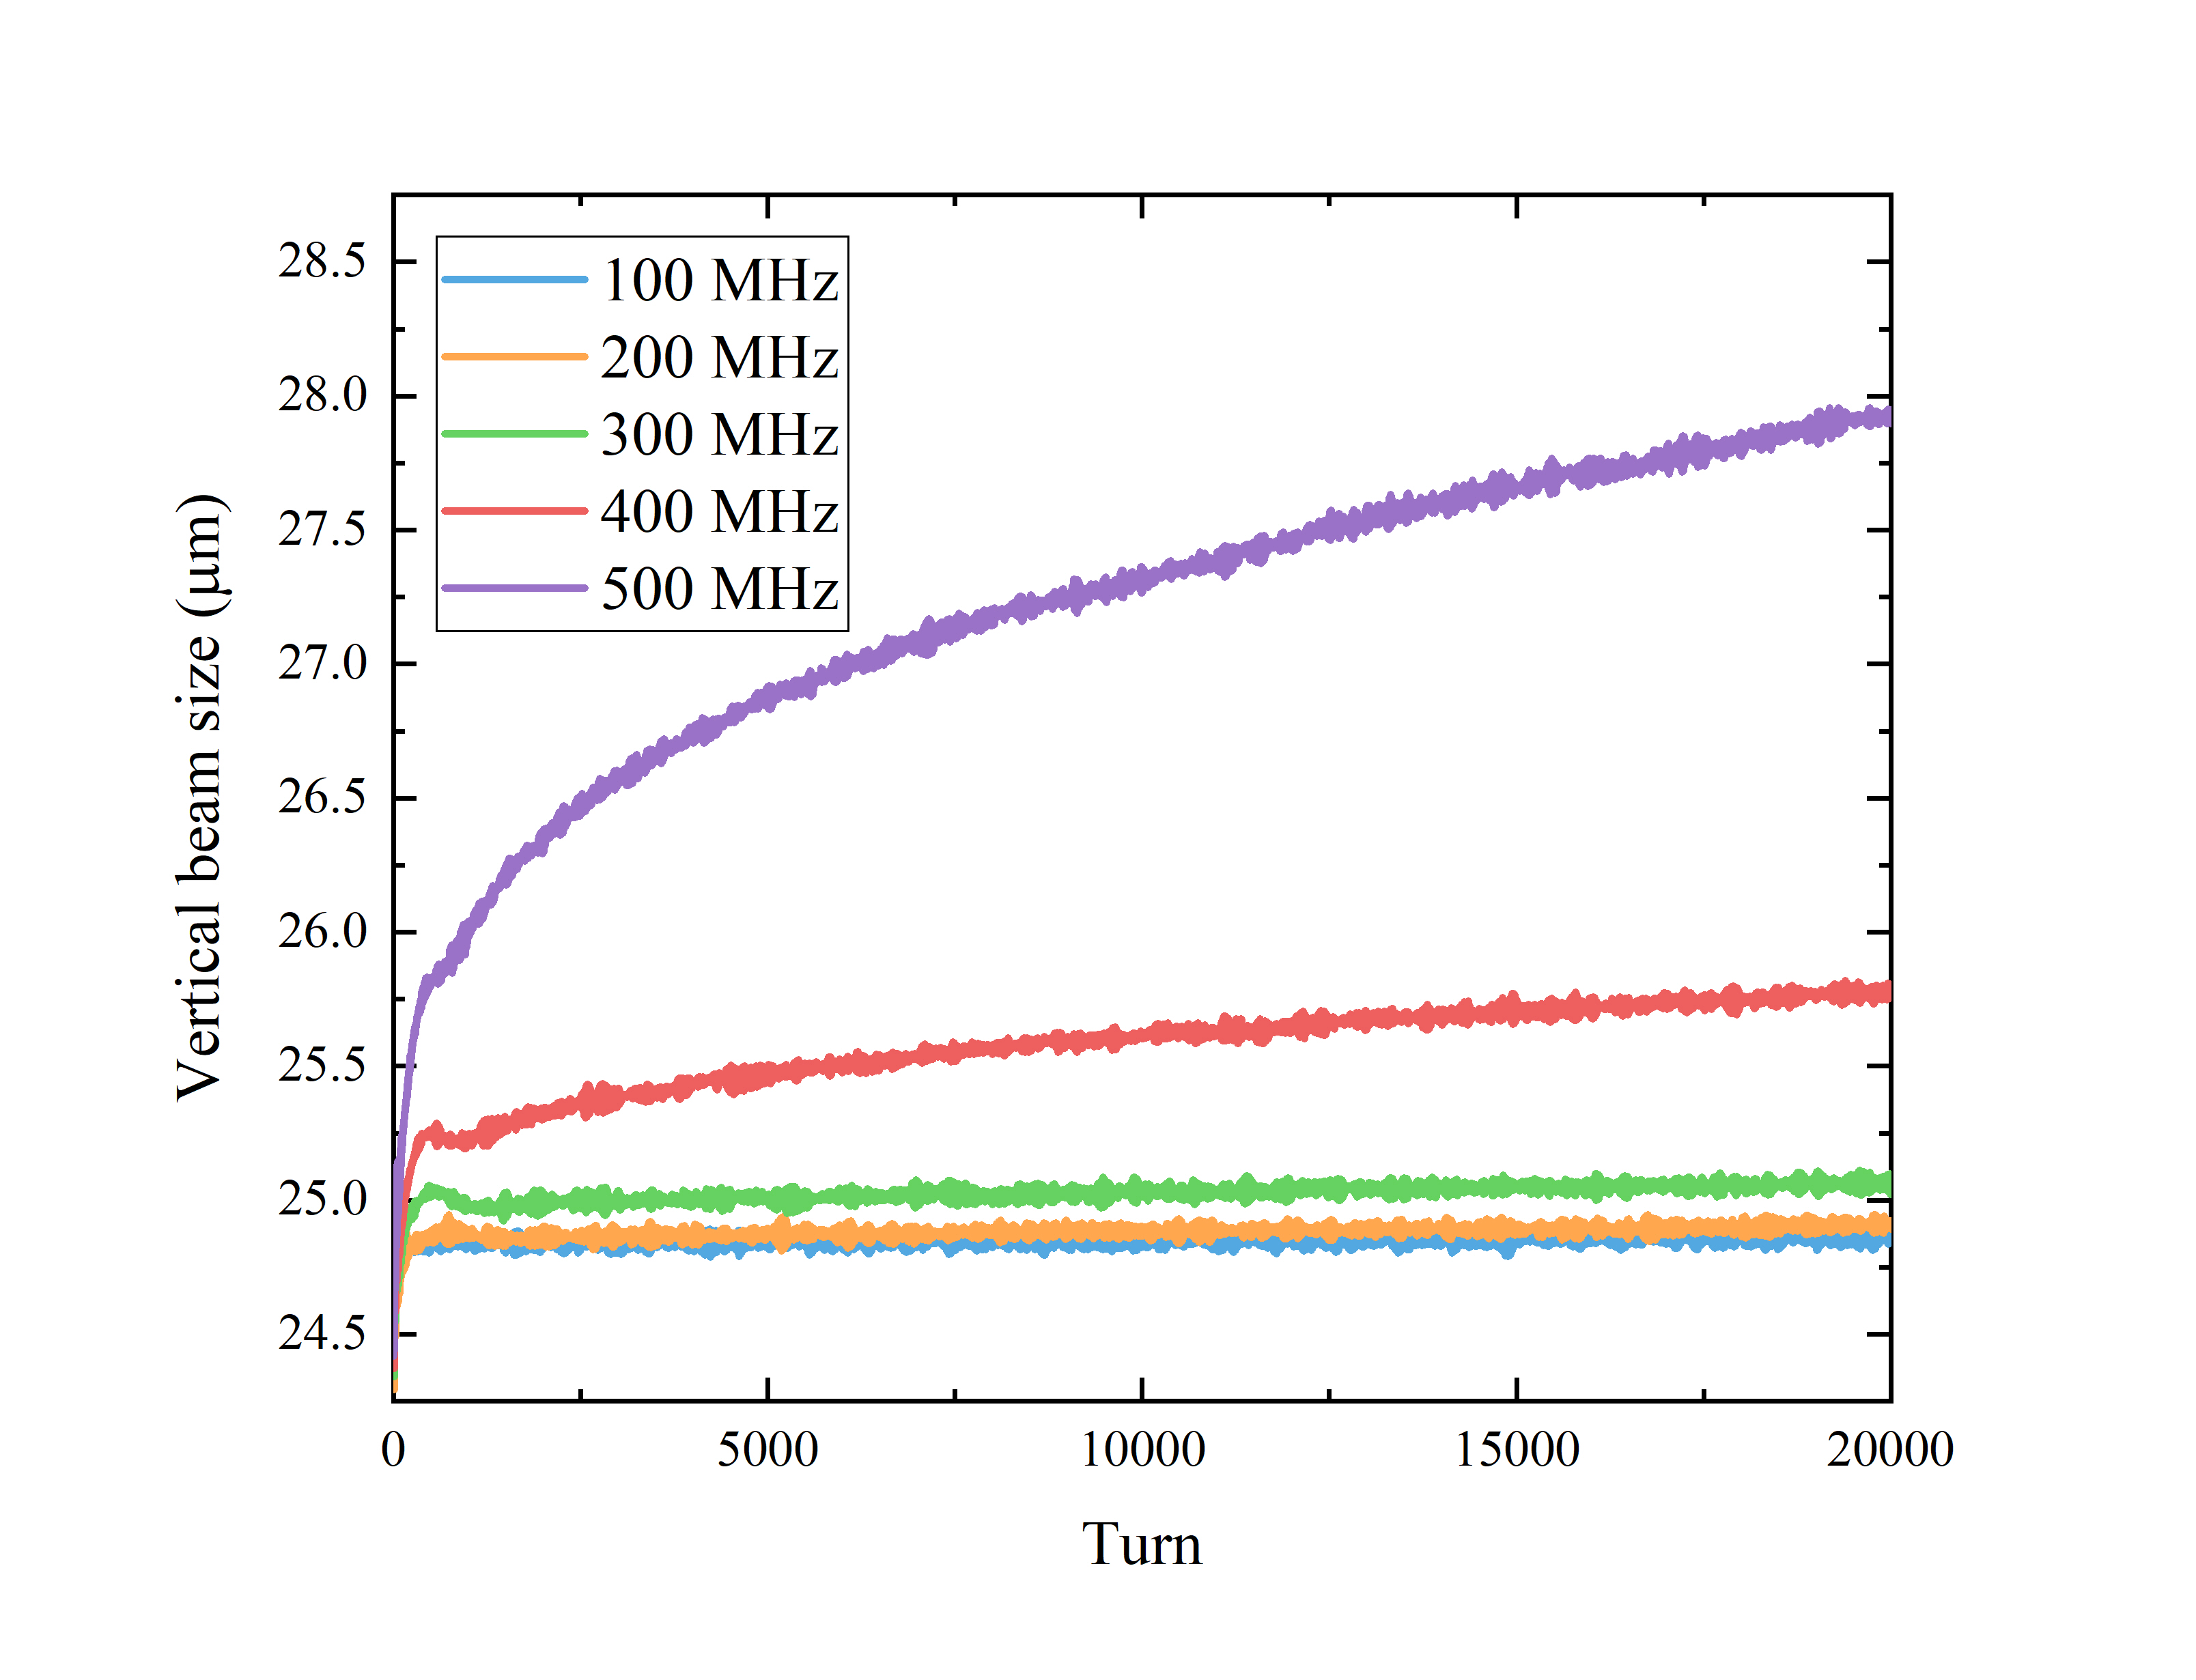 28.5
28.0
27.5
27.0
26.5
26.0
25.5
25.0
24.5
Vertical beam size (μm)
100 MHz
200 MHz
300 MHz
400 MHz
500 MHz
0 5000 10000 15000 20000
Turn